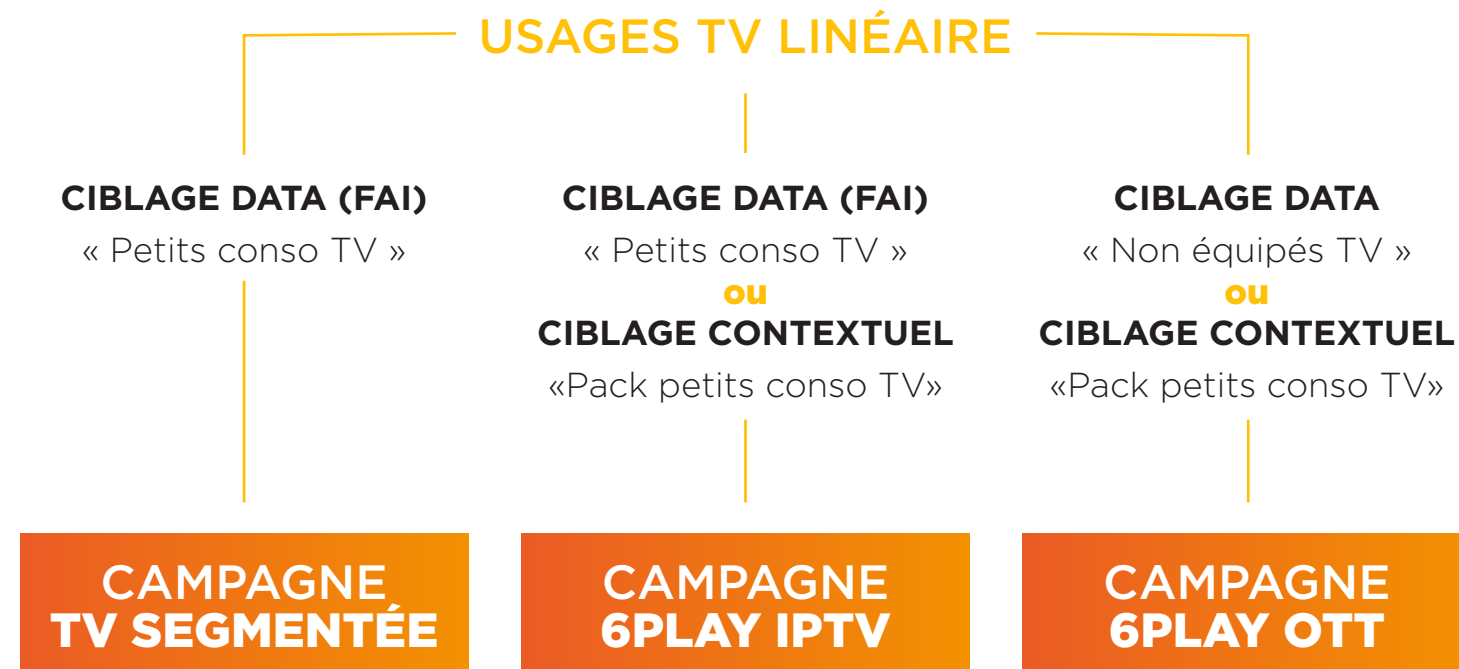 USAGES TV LINÉAIRE
CIBLAGE DATA (FAI)
« Petits conso TV »
CIBLAGE DATA (FAI)
« Petits conso TV »
ou
CIBLAGE CONTEXTUEL
«Pack petits conso TV»
CIBLAGE DATA
« Non équipés TV »
ou
CIBLAGE CONTEXTUEL
«Pack petits conso TV»
CAMPAGNE
TV SEGMENTÉE
CAMPAGNE
6PLAY IPTV
CAMPAGNE
6PLAY OTT